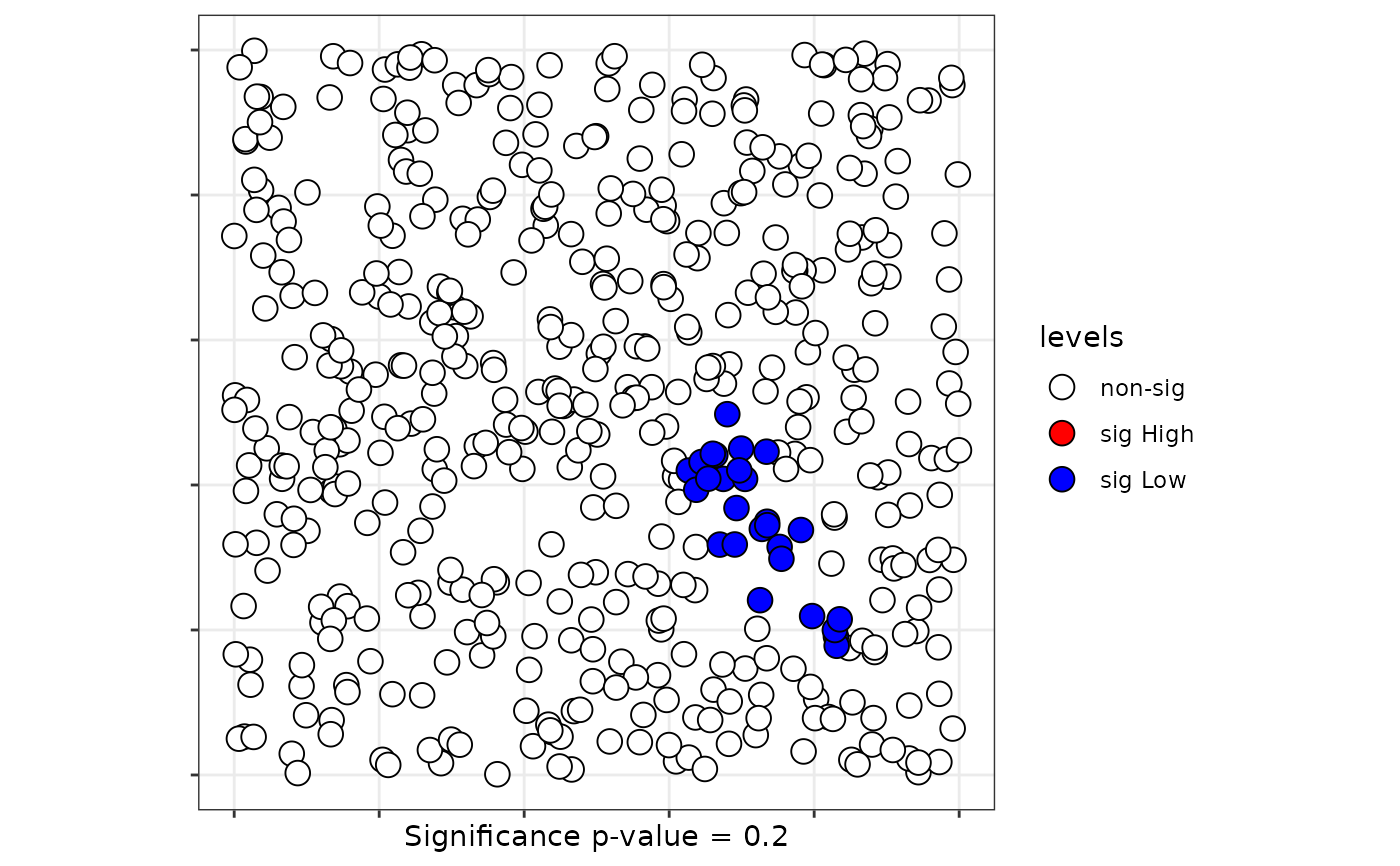 levels
non-sig
sig High
sig Low
Significance p-value = 0.2